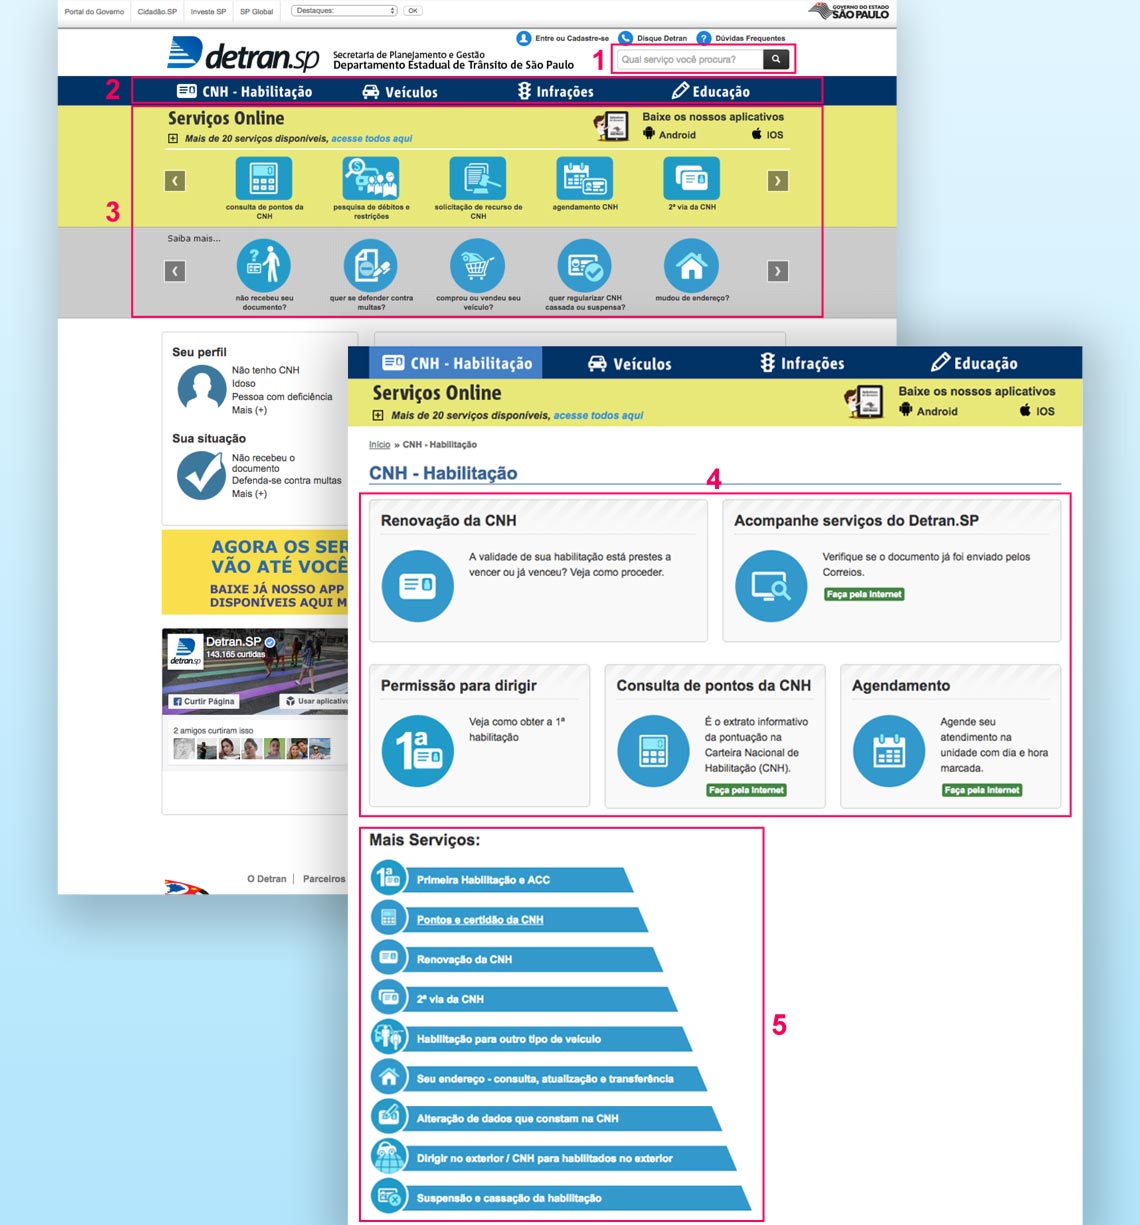 Portal do Governo
Cidadão.SP
Investe SP
SP Global
Destaques:
OK
GOVERNO DO ESTADO
SÃO PAULO
Entre ou Cadastre-se
Disque Detran
Dúvidas Frequentes
detran.sp
Secretaria de Planejamento e Gestão
Departamento Estadual de Trânsito de São Paulo
1
Qual serviço você procura?
2
CNH - Habilitação
Veículos
Infrações
Educação
Serviços Online
Mais de 20 serviços disponíveis, acesse todos aqui
Baixe os nossos aplicativos
Android
IOS
3
consulta de pontos da
CNH
pesquisa de débitos e
restrições
solicitação de recurso de
CNH
agendamento CNH
2ª via da CNH
Saiba mais...
não recebeu seu
documento?
quer se defender contra
multas?
comprou ou vendeu seu
veículo?
quer regularizar CNH
cassada ou suspensa?
mudou de endereço?
Seu perfil
Não tenho CNH
Idoso
Pessoa com deficiência
Mais (+)
Sua situação
Não recebeu o
documento
Defenda-se contra multas
Mais (+)
AGORA OS SER
VÃO ATÉ VOCÊ
BAIXE JÁ NOSSO APP
DISPONÍVEIS AQUI M
detran.sp
Detran.SP
143.165 curtidas
Curtir Página
Usar aplicativo
2 amigos curtiram isso
O Detran
Parceiros
CNH - Habilitação
Veículos
Infrações
Educação
Serviços Online
Mais de 20 serviços disponíveis, acesse todos aqui
Baixe os nossos aplicativos
Android
IOS
Início » CNH - Habilitação
CNH - Habilitação
4
Renovação da CNH
A validade de sua habilitação está prestes a
vencer ou já venceu? Veja como proceder.
Acompanhe serviços do Detran.SP
Verifique se o documento já foi enviado pelos
Correios.
Faça pela Internet
Permissão para dirigir
1ª
Veja como obter a 1ª
habilitação
Consulta de pontos da CNH
É o extrato informativo
da pontuação na
Carteira Nacional de
Habilitação (CNH).
Faça pela Internet
Agendamento
Agende seu
atendimento na
unidade com dia e hora
marcada.
Faça pela Internet
5
Mais Serviços:
1ª
Primeira Habilitação e ACC
Pontos e certidão da CNH
Renovação da CNH
2ª via da CNH
Habilitação para outro tipo de veículo
Seu endereço - consulta, atualização e transferência
Alteração de dados que constam na CNH
Dirigir no exterior / CNH para habilitados no exterior
Suspensão e cassação da habilitação